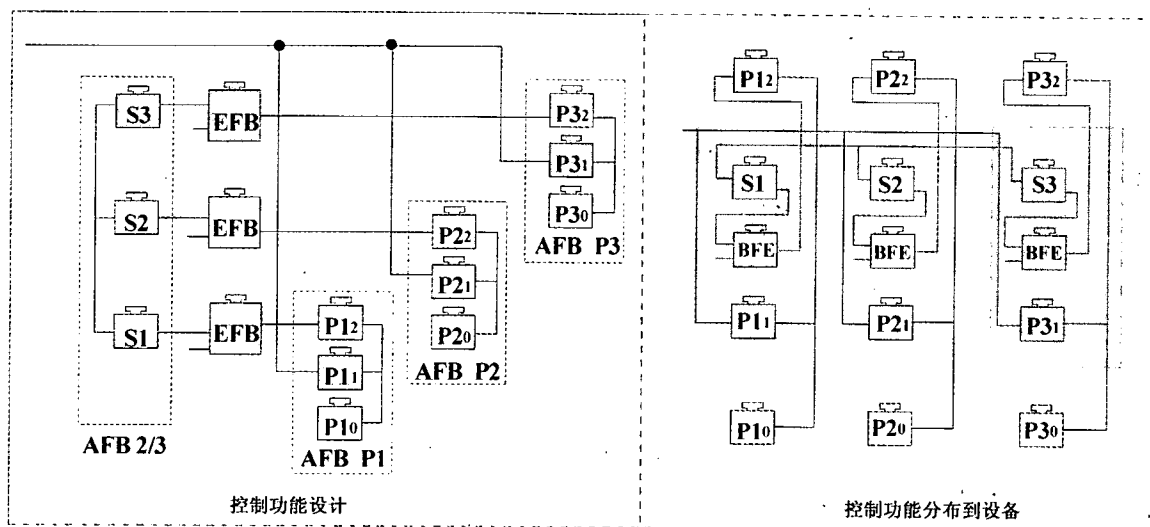 S3
EFB
S2
EFB
S1
EFB
AFB 2/3
P12
P11
P10
AFB P1
P22
P21
P20
AFB P2
P32
P31
P30
AFB P3
控制功能设计
P12
P22
P32
S1
S2
S3
BFE
BFE
BFE
P11
P21
P31
P10
P20
P30
控制功能分布到设备